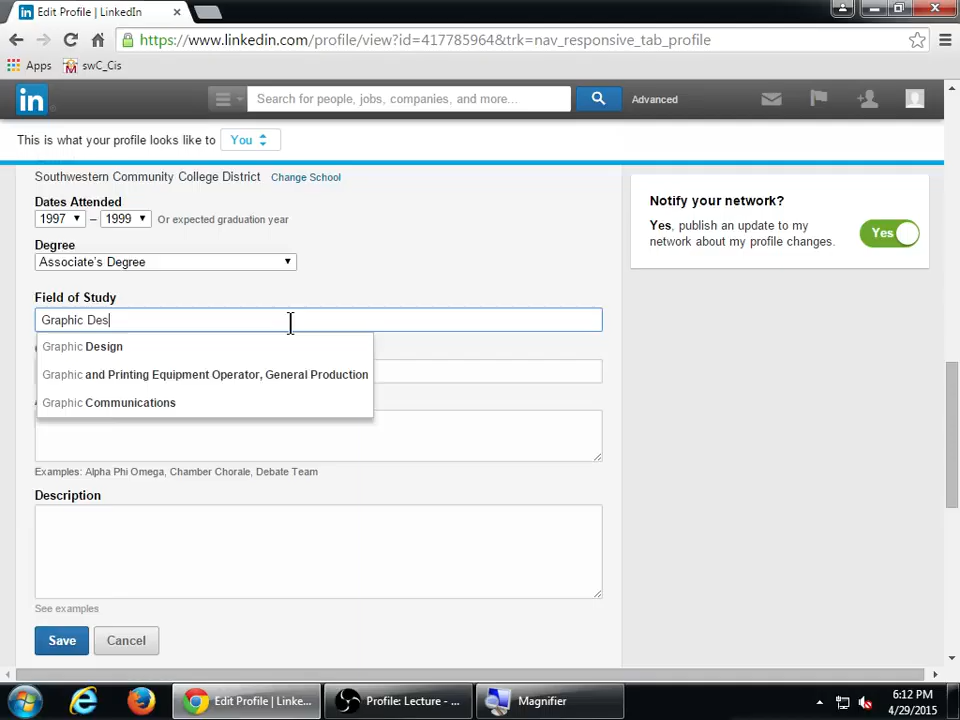 Edit Profile | LinkedIn
https://www.linkedin.com/profile/view?id=417785964&trk=nav_responsive_tab_profile
Apps swC_Cis
in Search for people, jobs, companies, and more... Advanced
This is what your profile looks like to You
Southwestern Community College District Change School
Dates Attended
1997 – 1999 Or expected graduation year
Degree
Associate's Degree
Field of Study
Graphic Des
Graphic Design
Graphic and Printing Equipment Operator, General Production
Graphic Communications
Examples: Alpha Phi Omega, Chamber Chorale, Debate Team
Description
See examples
Save Cancel
Notify your network?
Yes, publish an update to my
network about my profile changes.
Yes
Edit Profile | Linke... Profile: Lecture - ... Magnifier
6:12 PM
4/29/2015